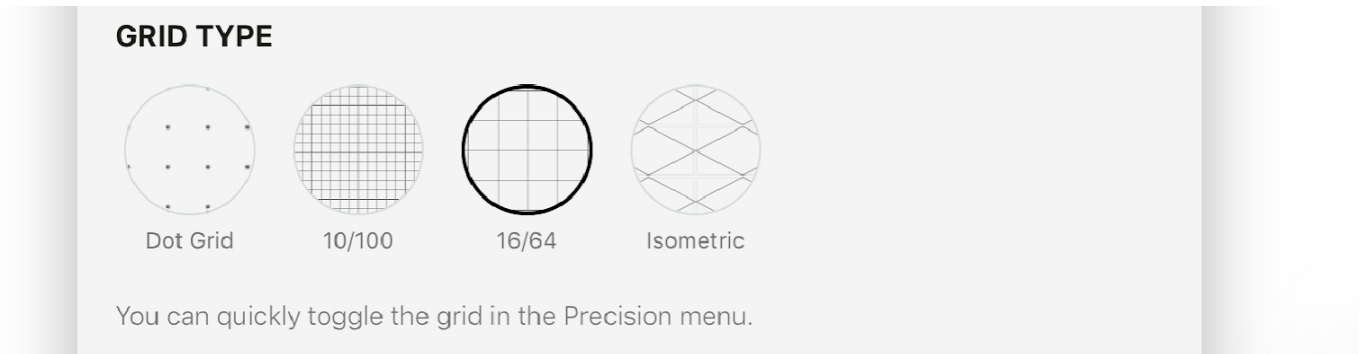 GRID TYPE
Dot Grid
10/100
16/64
Isometric
You can quickly toggle the grid in the Precision menu.